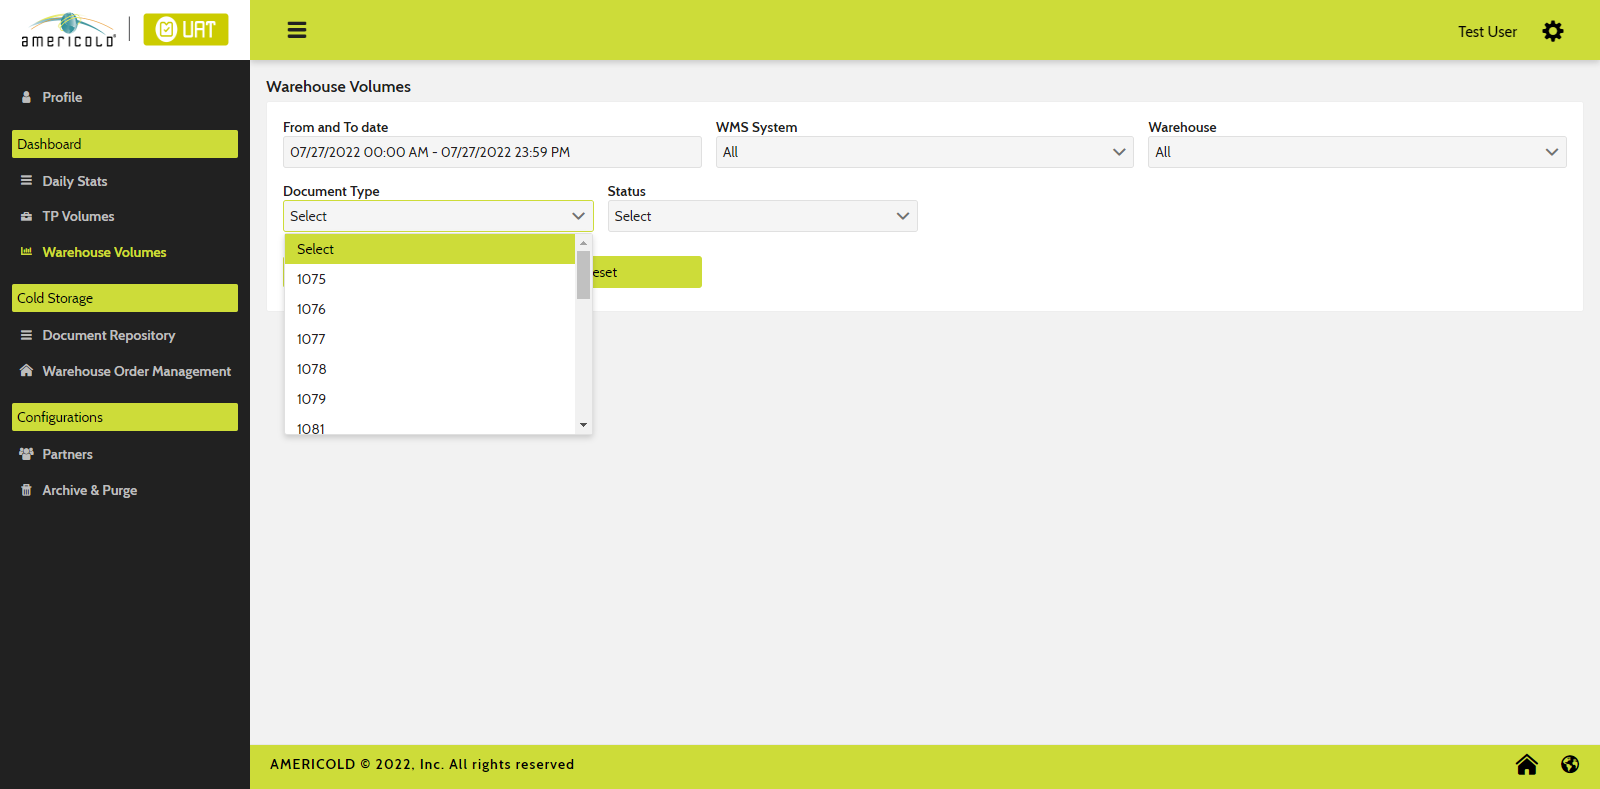 americold
UAT
Test User
Profile
Dashboard
Daily Stats
TP Volumes
Warehouse Volumes
Cold Storage
Document Repository
Warehouse Order Management
Configurations
Partners
Archive & Purge
Warehouse Volumes
From and To date
WMS System
Warehouse
07/27/2022 00:00 AM - 07/27/2022 23:59 PM
All
All
Document Type
Status
Select
Select
Select
1075
1076
1077
1078
1079
1081
eset
AMERICOLD © 2022, Inc. All rights reserved